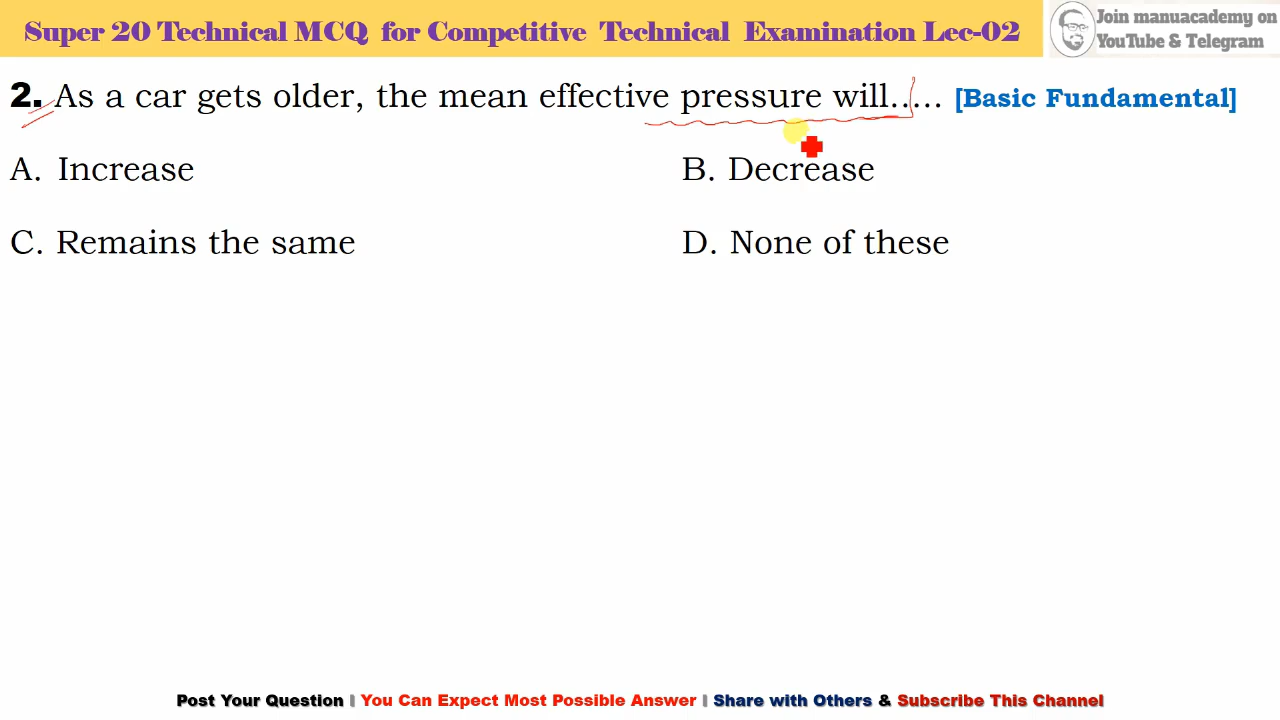 Super 20 Technical MCQ for Competitive Technical Examination Lec-02
Join manuacademy on
YouTube & Telegram
2. As a car gets older, the mean effective pressure will..... [Basic Fundamental]
A. Increase
B. Decrease
C. Remains the same
D. None of these
Post Your Question | You Can Expect Most Possible Answer | Share with Others & Subscribe This Channel